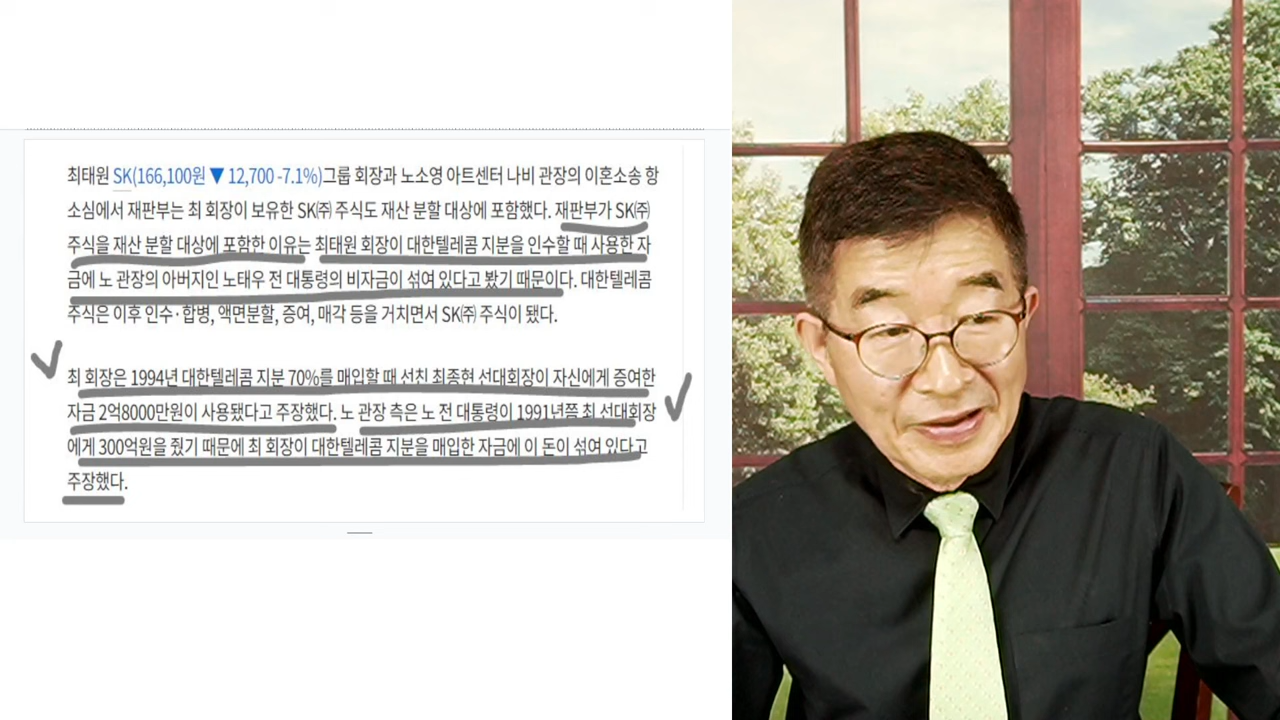 최태원 SK(166,100원 ▼ 12,700 -7.1%)그룹 회장과 노소영 아트센터 나비 관장의 이혼소송 항
소심에서 재판부는 최 회장이 보유한 SK㈜ 주식도 재산 분할 대상에 포함했다. 재판부가 SK㈜
주식을 재산 분할 대상에 포함한 이유는 최태원 회장이 대한텔레콤 지분을 인수할 때 사용한 자
금에 노 관장의 아버지인 노태우 전 대통령의 비자금이 섞여 있다고 봤기 때문이다. 대한텔레콤
주식은 이후 인수·합병, 액면분할, 증여, 매각 등을 거치면서 SK㈜ 주식이 됐다.
최 회장은 1994년 대한텔레콤 지분 70%를 매입할 때 선친 최종현 선대회장이 자신에게 증여한
자금 2억8000만원이 사용됐다고 주장했다. 노 관장 측은 노 전 대통령이 1991년쯤 최 선대회장
에게 300억원을 줬기 때문에 최 회장이 대한텔레콤 지분을 매입한 자금에 이 돈이 섞여 있다고
주장했다.